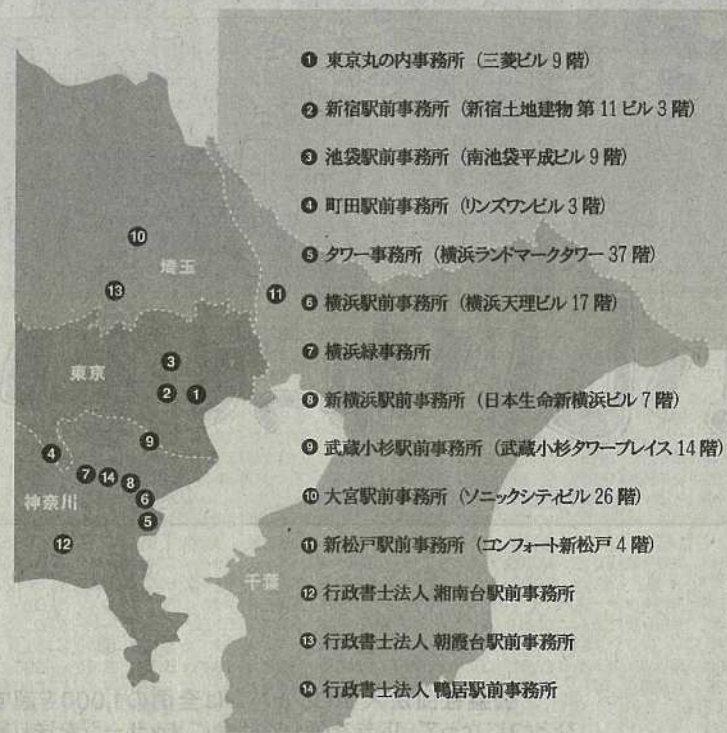 ❶ 東京丸の内事務所 (三菱ビル 9 階)
❷ 新宿駅前事務所 (新宿土地建物 第 11 ビル 3 階)
❸ 池袋駅前事務所 (南池袋平成ビル 9 階)
❹ 町田駅前事務所 (リンズワンビル 3 階)
❺ タワー事務所 (横浜ランドマークタワー 37 階)
❻ 横浜駅前事務所 (横浜天理ビル 17 階)
❼ 横浜緑事務所
❽ 新横浜駅前事務所 (日本生命新横浜ビル 7 階)
❾ 武蔵小杉駅前事務所 (武蔵小杉タワープレイス 14 階)
❿ 大宮駅前事務所 (ソニックシティビル 26 階)
⓫ 新松戸駅前事務所 (コンフォート新松戸 4 階)
⓬ 行政書士法人 湘南台駅前事務所
⓭ 行政書士法人 朝霞台駅前事務所
⓮ 行政書士法人 鴨居駅前事務所
❿
埼玉
⓭
⓫
❸
東京
❷ ❶
❾
❹
❼ ⓮ ❽
❻
神奈川
❺
⓬
千葉